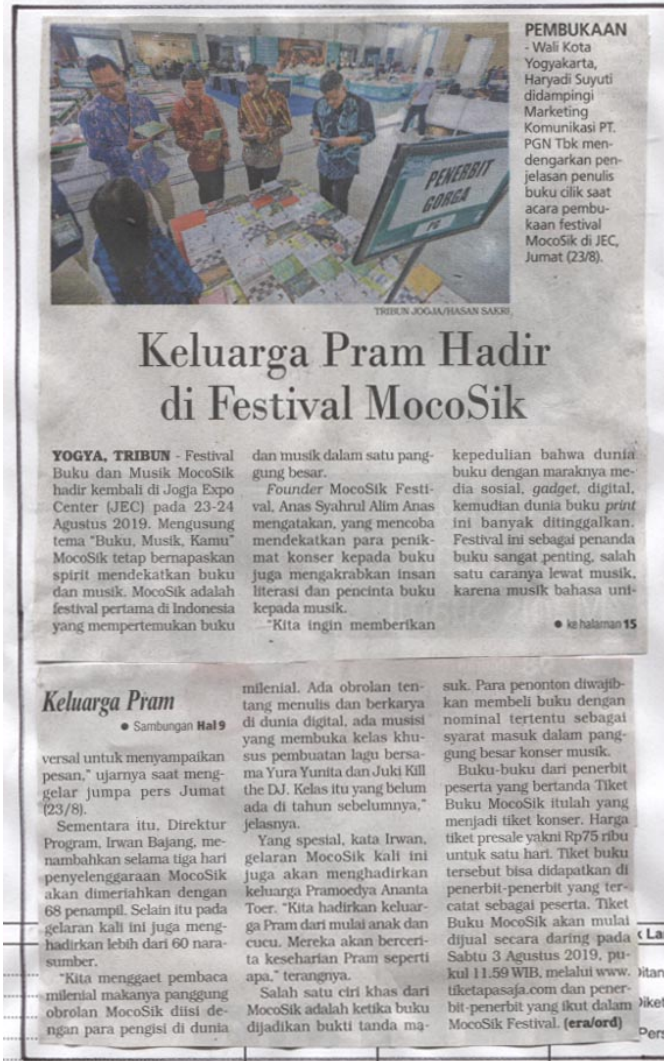 PENERBIT
GORGA
PG
PEMBUKAAN
- Wali Kota
Yogyakarta,
Haryadi Suyuti
didampingi
Marketing
Komunikasi PT.
PGN Tbk men-
dengarkan pen-
jelasan penulis
buku cilik saat
acara pembu-
kaan festival
MocoSik di JEC,
Jumat (23/8).
TRIBUN JOGJA/HASAN SAKRI
Keluarga Pram Hadir
di Festival MocoSik
YOGYA, TRIBUN - Festival
Buku dan Musik MocoSik
hadir kembali di Jogja Expo
Center (JEC) pada 23-24
Agustus 2019. Mengusung
tema "Buku, Musik, Kamu"
MocoSik tetap bernapaskan
spirit mendekatkan buku
dan musik. MocoSik adalah
festival pertama di Indonesia
yang mempertemukan buku
dan musik dalam satu pang-
gung besar.
Founder MocoSik Festi-
val, Anas Syahrul Alim Anas
mengatakan, yang mencoba
mendekatkan para penik-
mat konser kepada buku
juga mengakrabkan insan
literasi dan pencinta buku
kepada musik.
"Kita ingin memberikan
kepedulian bahwa dunia
buku dengan maraknya me-
dia sosial, gadget, digital,
kemudian dunia buku print
ini banyak ditinggalkan.
Festival ini sebagai penanda
buku sangat penting, salah
satu caranya lewat musik,
karena musik bahasa uni-
● ke halaman 15
Keluarga Pram
● Sambungan Hal 9
versal untuk menyampaikan
pesan," ujarnya saat meng-
gelar jumpa pers Jumat
(23/8).
Sementara itu, Direktur
Program, Irwan Bajang, me-
nambahkan selama tiga hari
penyelenggaraan MocoSik
akan dimeriahkan dengan
68 penampil. Selain itu pada
gelaran kali ini juga meng-
hadirkan lebih dari 60 nara-
sumber.
"Kita menggaet pembaca
milenial makanya panggung
obrolan MocoSik diisi de-
ngan para pengisi di dunia
milenial. Ada obrolan ten-
tang menulis dan berkarya
di dunia digital, ada musisi
yang membuka kelas khu-
sus pembuatan lagu bersa-
ma Yura Yunita dan Juki Kill
the DJ. Kelas itu yang belum
ada di tahun sebelumnya,"
jelasnya.
Yang spesial, kata Irwan,
gelaran MocoSik kali ini
juga akan menghadirkan
keluarga Pramoedya Ananta
Toer. "Kita hadirkan keluar-
ga Pram dari mulai anak dan
cucu. Mereka akan berceri-
ta keseharian Pram seperti
apa," terangnya.
Salah satu ciri khas dari
MocoSik adalah ketika buku
dijadikan bukti tanda ma-
suk. Para penonton diwajib-
kan membeli buku dengan
nominal tertentu sebagai
syarat masuk dalam pang-
gung besar konser musik.
Buku-buku dari penerbit
peserta yang bertanda Tiket
Buku MocoSik itulah yang
menjadi tiket konser. Harga
tiket presale yakni Rp75 ribu
untuk satu hari. Tiket buku
tersebut bisa didapatkan di
penerbit-penerbit yang ter-
catat sebagai peserta. Tiket
Buku MocoSik akan mulai
dijual secara daring pada
Sabtu 3 Agustus 2019, pu-
kul 11.59 WIB, melalui www.
tiketapasaja.com dan pener-
bit-penerbit yang ikut dalam
MocoSik Festival. (era/ord)